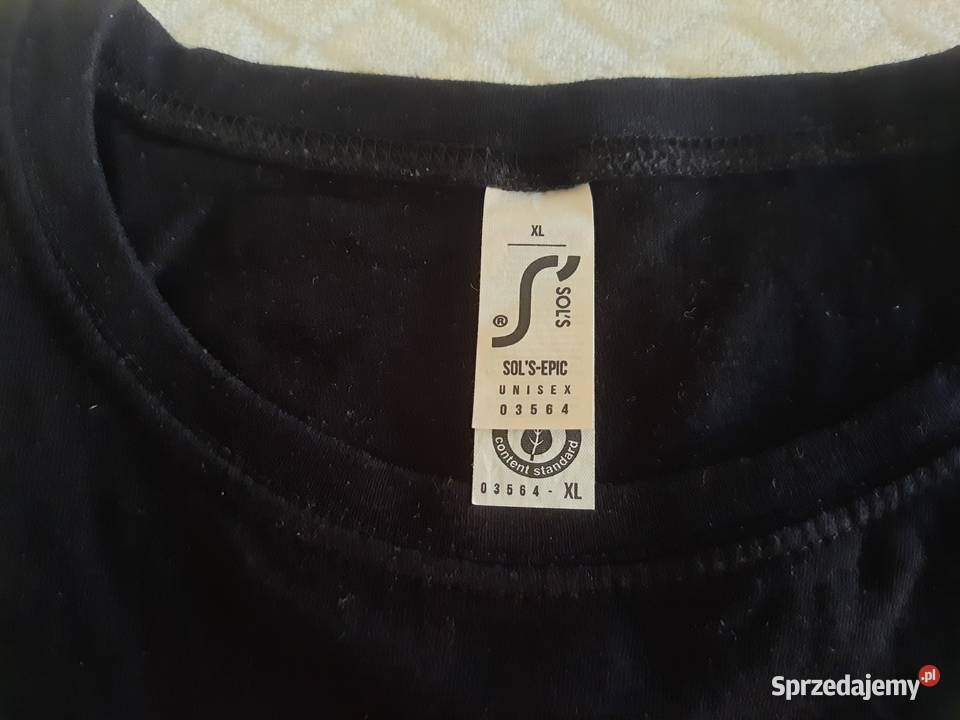 XL
SOL'S
®
SOL'S-EPIC
UNISEX
03564
content standard
03564 - XL
Sprzedajemy.pl